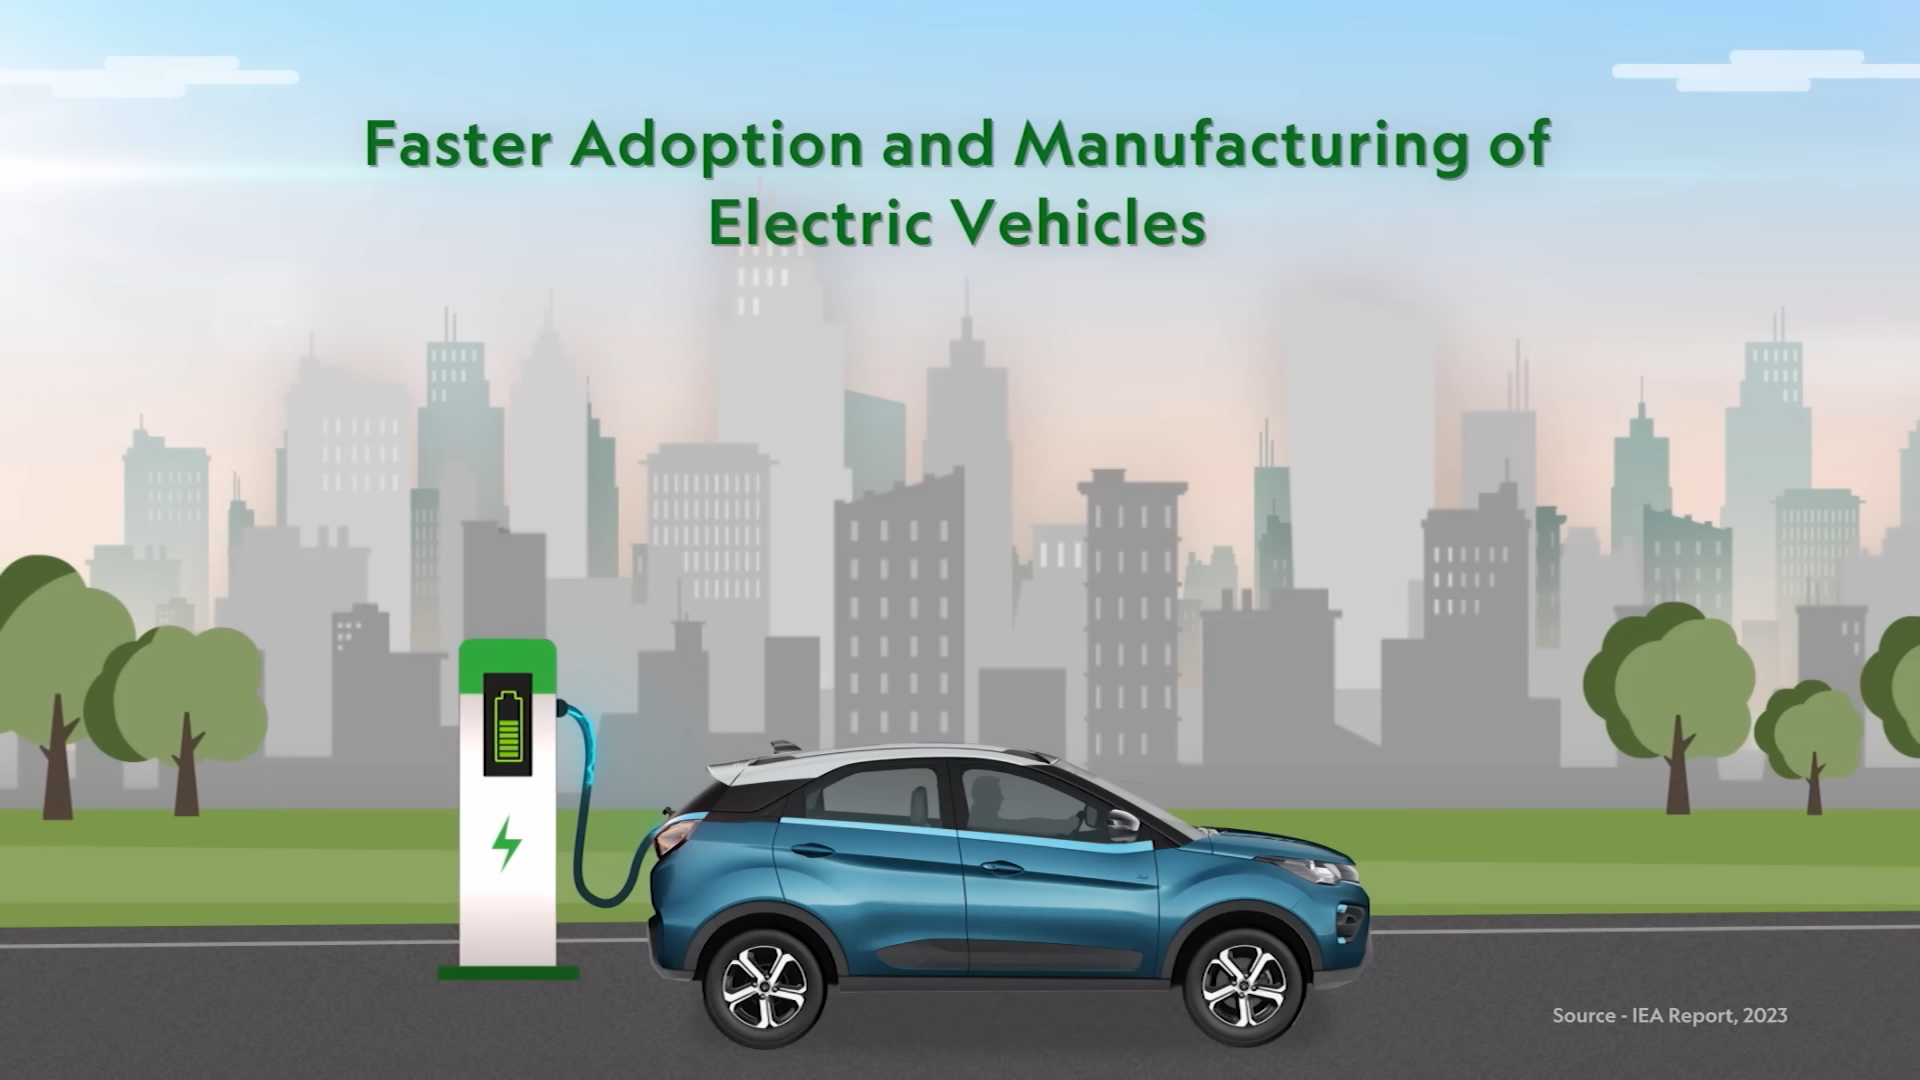 Faster Adoption and Manufacturing of
Electric Vehicles
Source - IEA Report, 2023